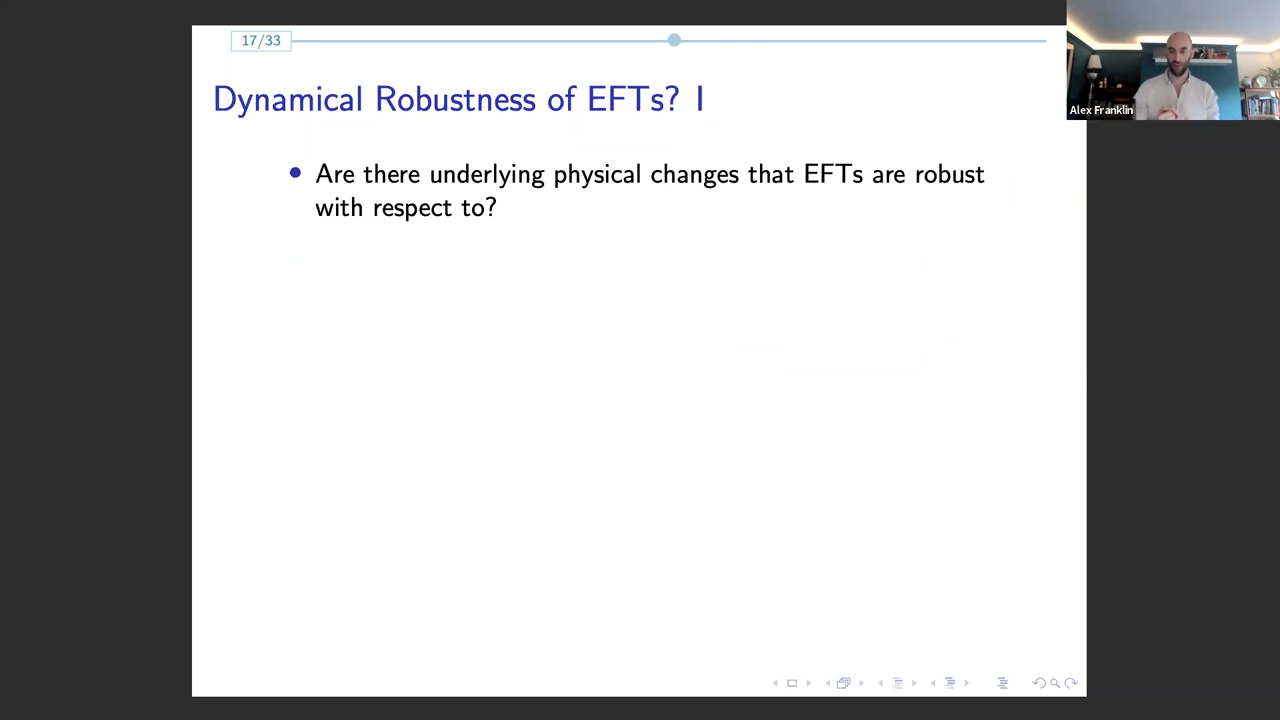 17/33
Alex Franklin
Dynamical Robustness of EFTs? I
• Are there underlying physical changes that EFTs are robust
with respect to?